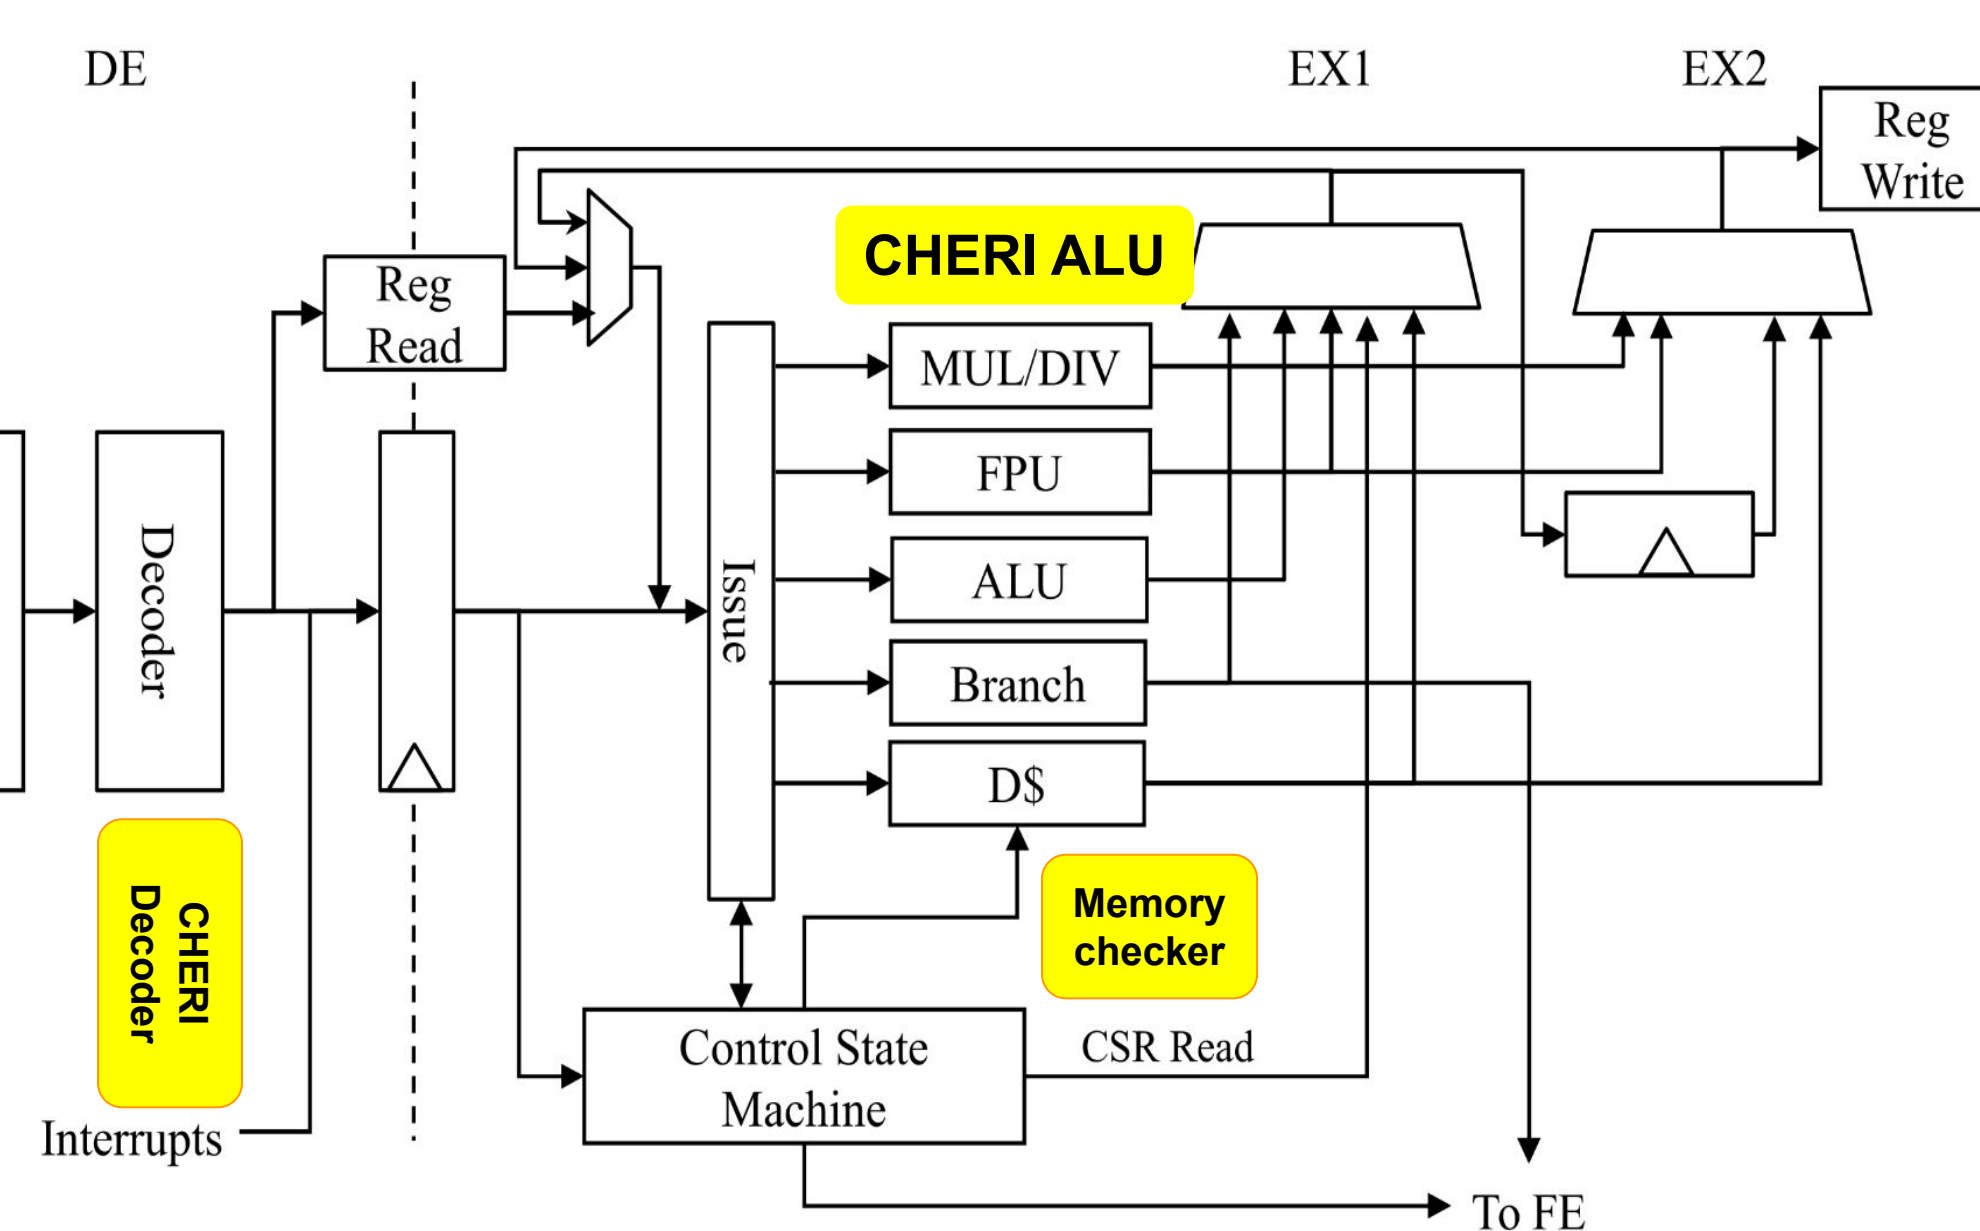 DE
EX1
EX2
Reg
Write
CHERI ALU
Reg
Read
MUL/DIV
FPU
Decoder
Issue
ALU
Branch
D$
CHERI
Decoder
Memory
checker
Control State
Machine
CSR Read
Interrupts
To FE